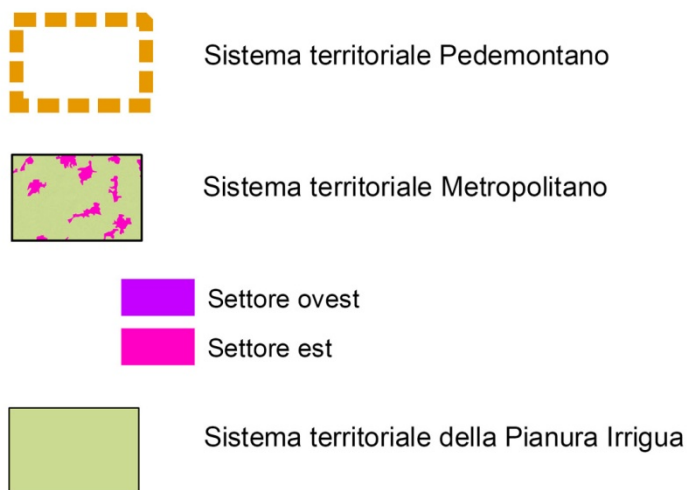 Sistema territoriale Pedemontano
Sistema territoriale Metropolitano
Settore ovest
Settore est
Sistema territoriale della Pianura Irrigua